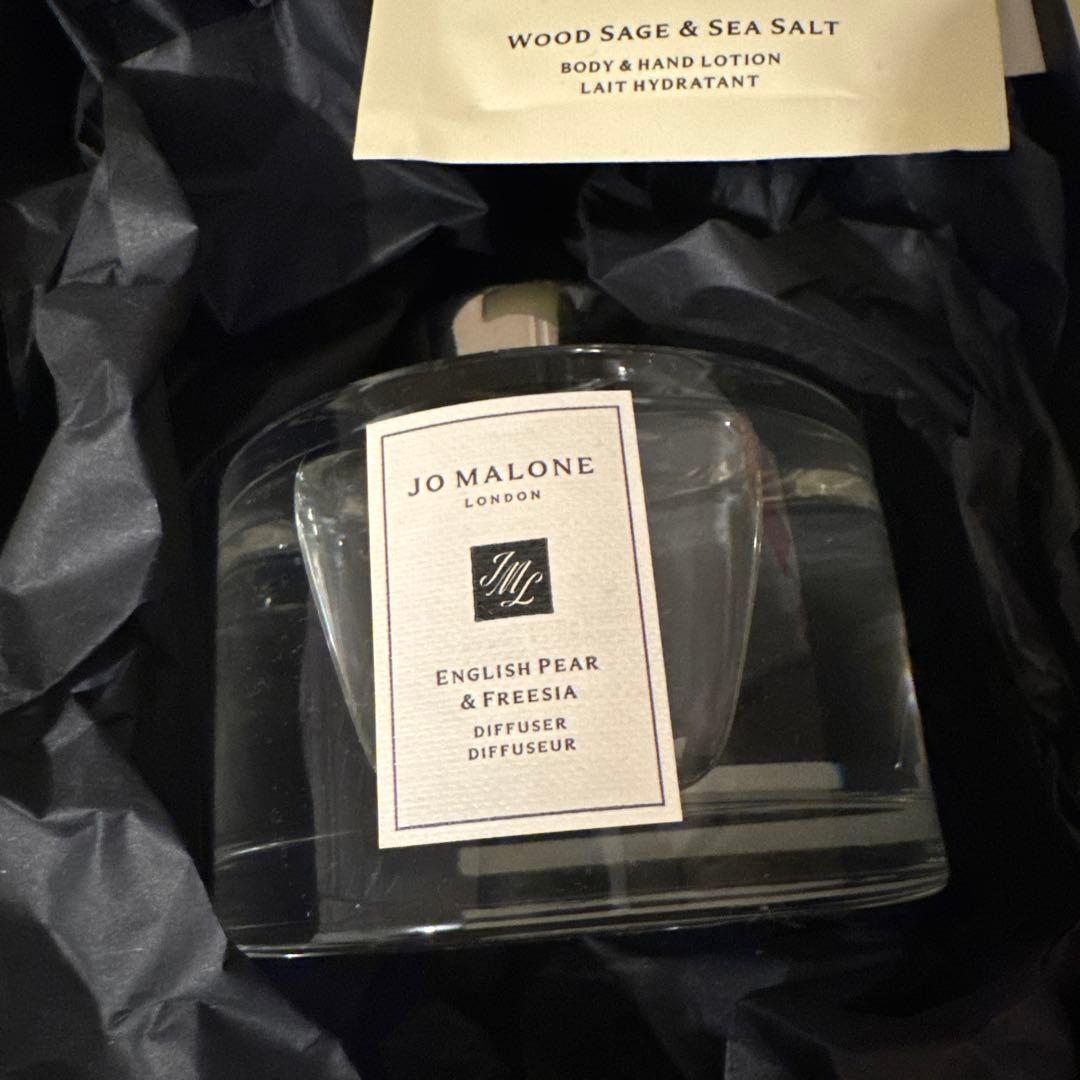 WOOD SAGE & SEA SALT
BODY & HAND LOTION
LAIT HYDRATANT
JO MALONE
LONDON
JML
ENGLISH PEAR
& FREESIA
DIFFUSER
DIFFUSEUR